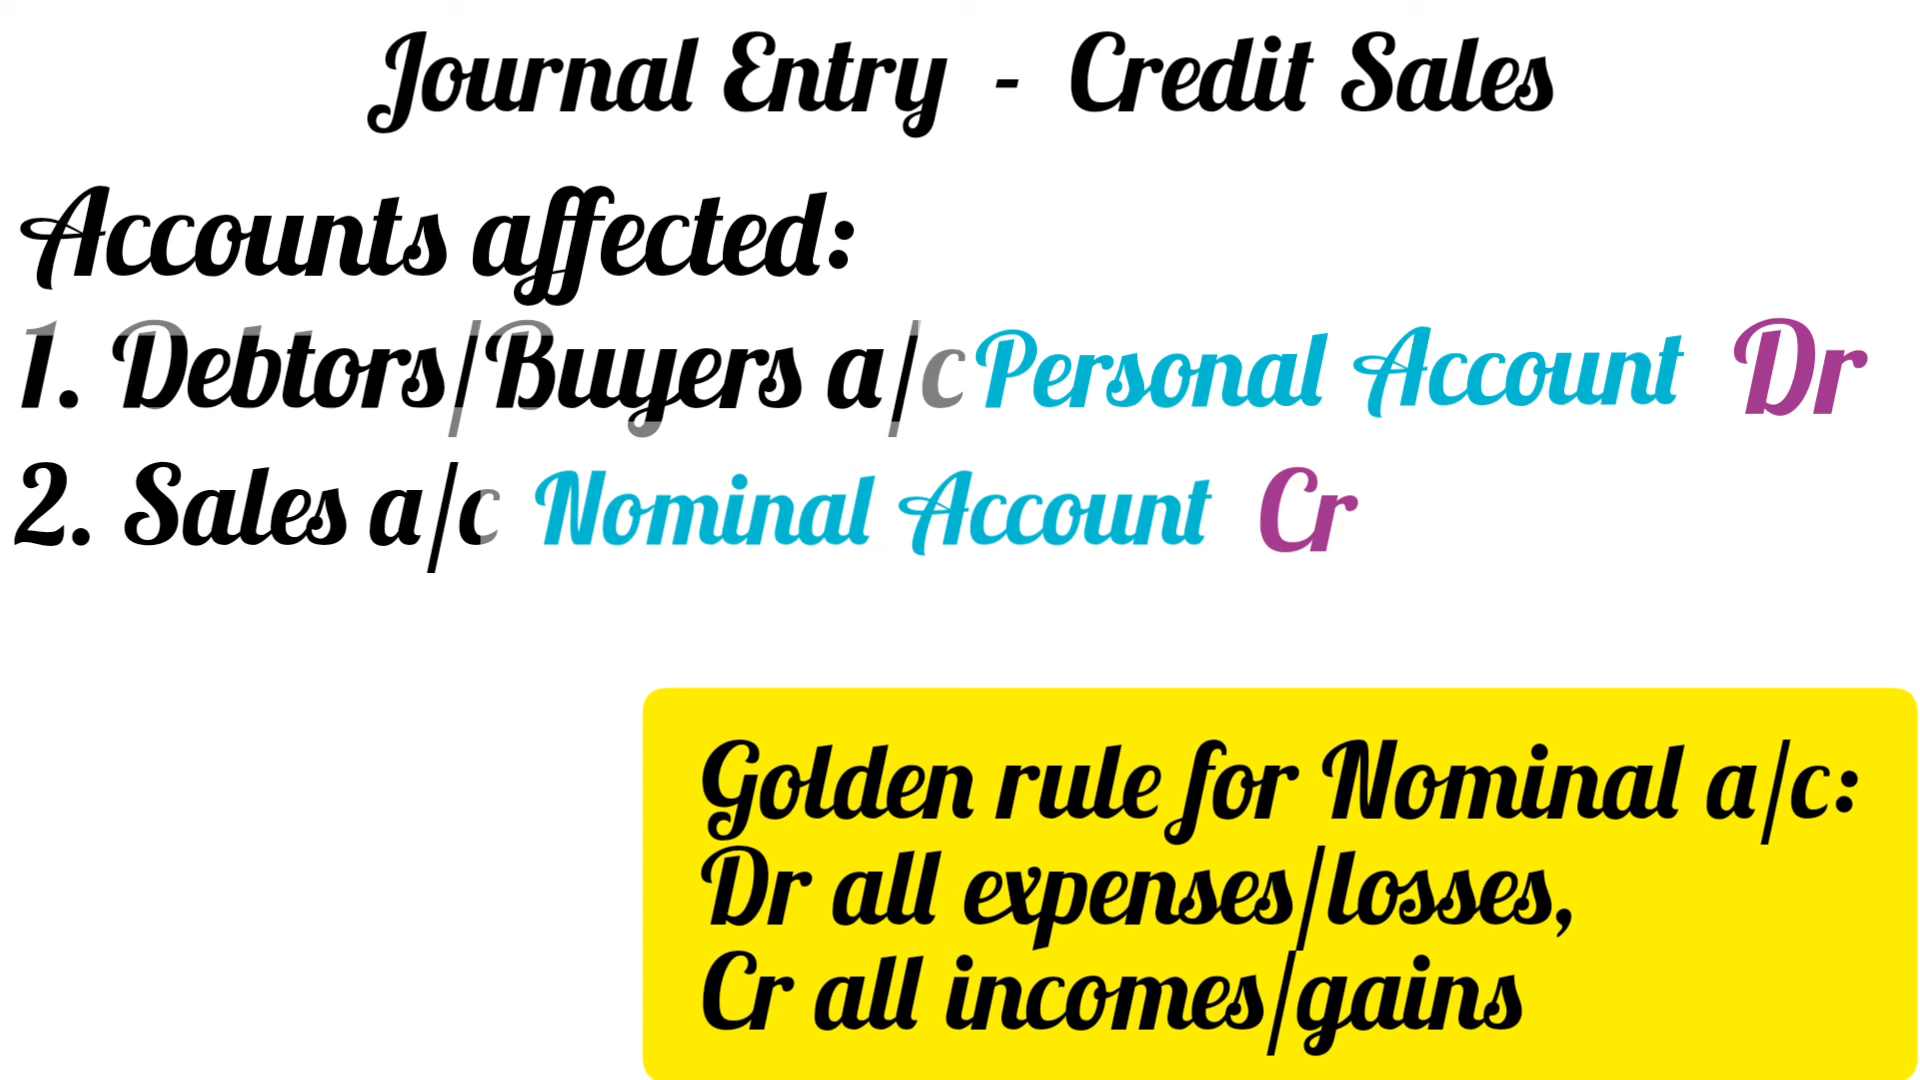 Journal Entry - Credit Sales
Accounts affected:
1. Debtors/Buyers a/c Personal Account Dr
2. Sales a/c Nominal Account Cr
Golden rule for Nominal a/c:
Dr all expenses/losses,
Cr all incomes/gains